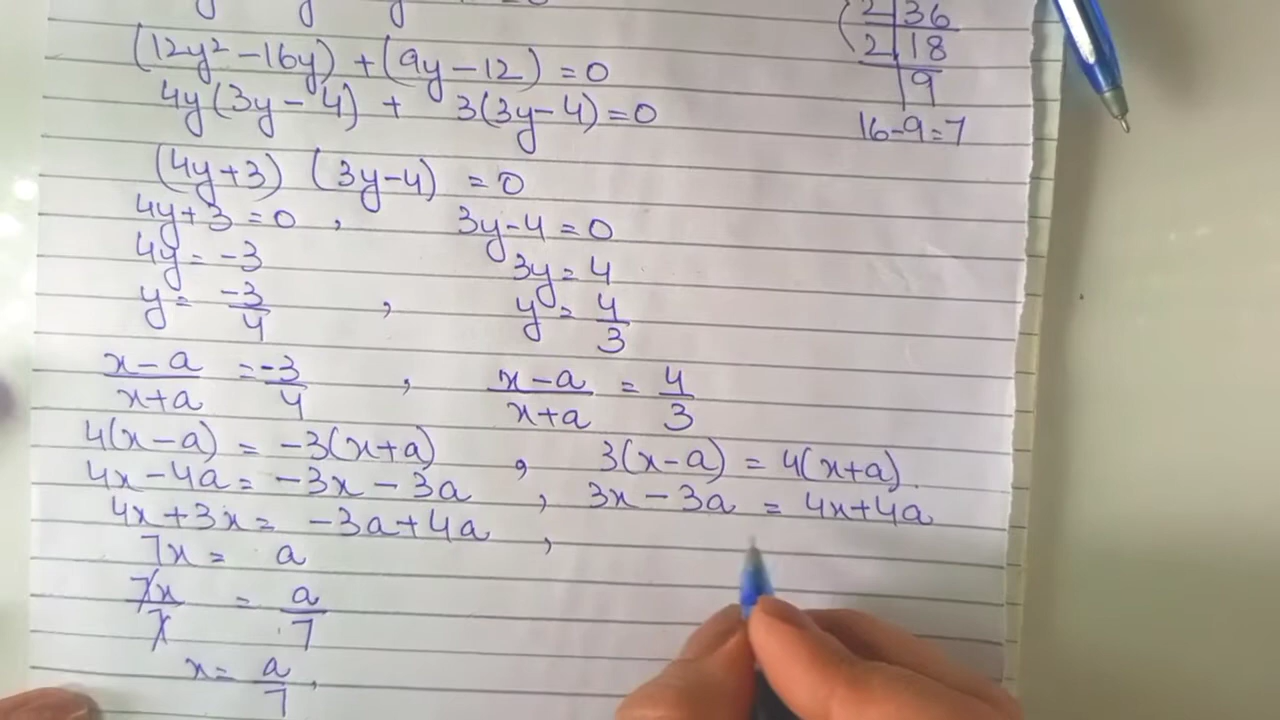 (12y² - 16y) + (9y - 12) = 0
4y(3y - 4) + 3(3y - 4) = 0
(4y + 3) (3y - 4) = 0
4y + 3 = 0 , 3y - 4 = 0
4y = -3 3y = 4
y = -3/4 , y = 4/3
x-a/x+a = -3/4 , x-a/x+a = 4/3
4(x-a) = -3(x+a) , 3(x-a) = 4(x+a).
4x - 4a = -3x - 3a , 3x - 3a = 4x+4a
4x + 3x = -3a + 4a ,
7x = a
7x/7 = a/7
x = a/7 ,
2 36
2 18
9
16-9=7